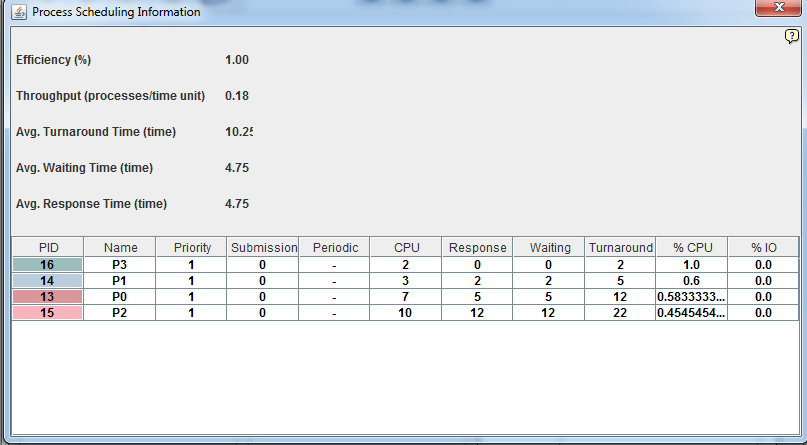 Process Scheduling Information
?
Efficiency (%) 1.00
Throughput (processes/time unit) 0.18
Avg. Turnaround Time (time) 10.25
Avg. Waiting Time (time) 4.75
Avg. Response Time (time) 4.75
PID Name Priority Submission Periodic CPU Response Waiting Turnaround % CPU % IO
16 P3 1 0 - 2 0 0 2 1.0 0.0
14 P1 1 0 - 3 2 2 5 0.6 0.0
13 P0 1 0 - 7 5 5 12 0.5833333... 0.0
15 P2 1 0 - 10 12 12 22 0.4545454... 0.0